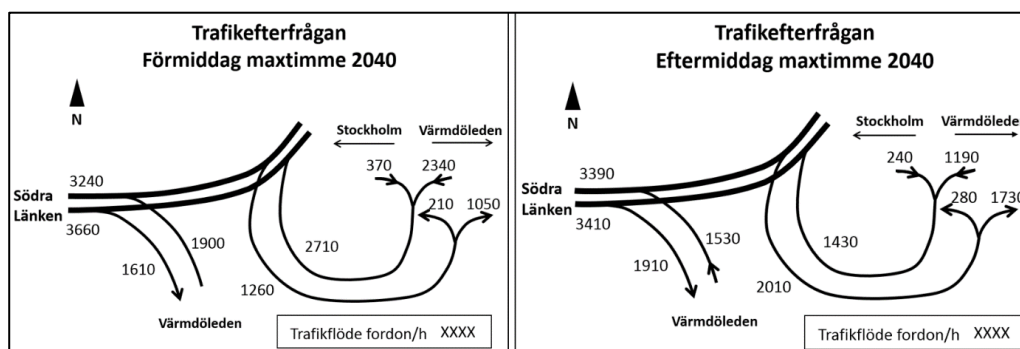 Trafikefterfrågan
Förmiddag maxtimme 2040
N
Stockholm
Värmdöleden
370
2340
210
1050
3240
Södra
Länken
3660
1900
1610
2710
1260
Värmdöleden
Trafikflöde fordon/h XXXX
Trafikefterfrågan
Eftermiddag maxtimme 2040
N
Stockholm
Värmdölede
240
1190
280
1730
3390
Södra
Länken
3410
1530
1910
1430
2010
Värmdöleden
Trafikflöde fordon/h XXXX